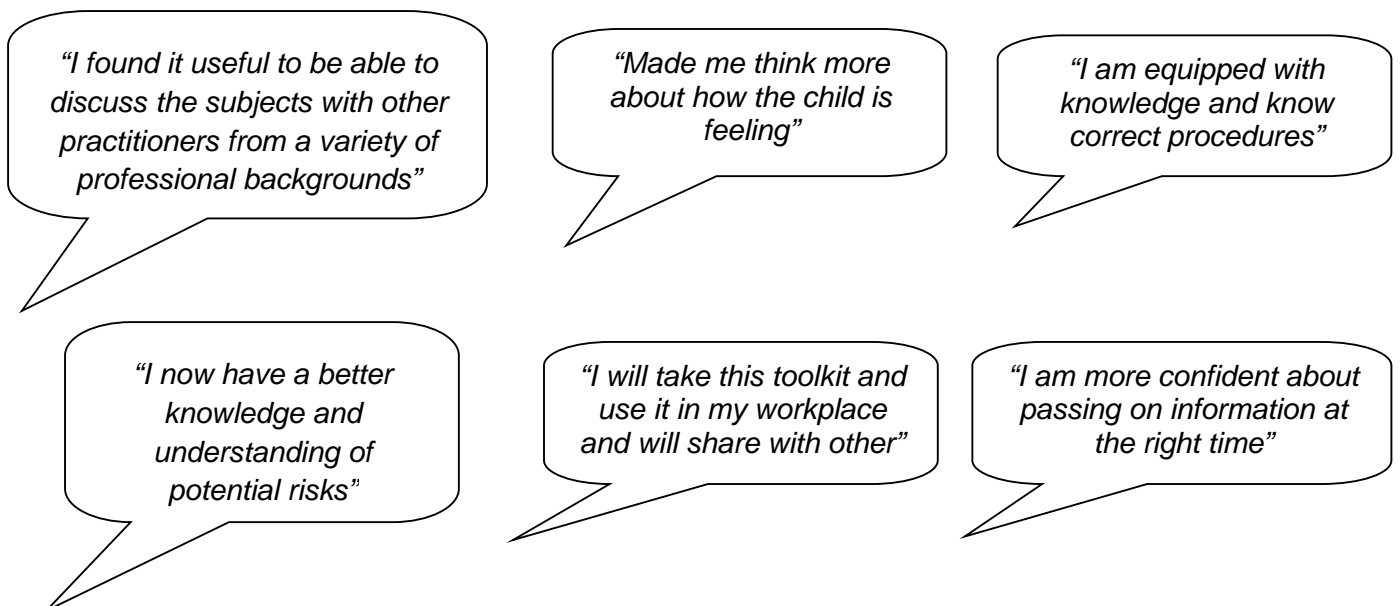 “I found it useful to be able to
discuss the subjects with other
practitioners from a variety of
professional backgrounds”
“Made me think more
about how the child is
feeling”
“I am equipped with
knowledge and know
correct procedures”
“I now have a better
knowledge and
understanding of
potential risks”
“I will take this toolkit and
use it in my workplace
and will share with other”
“I am more confident about
passing on information at
the right time”